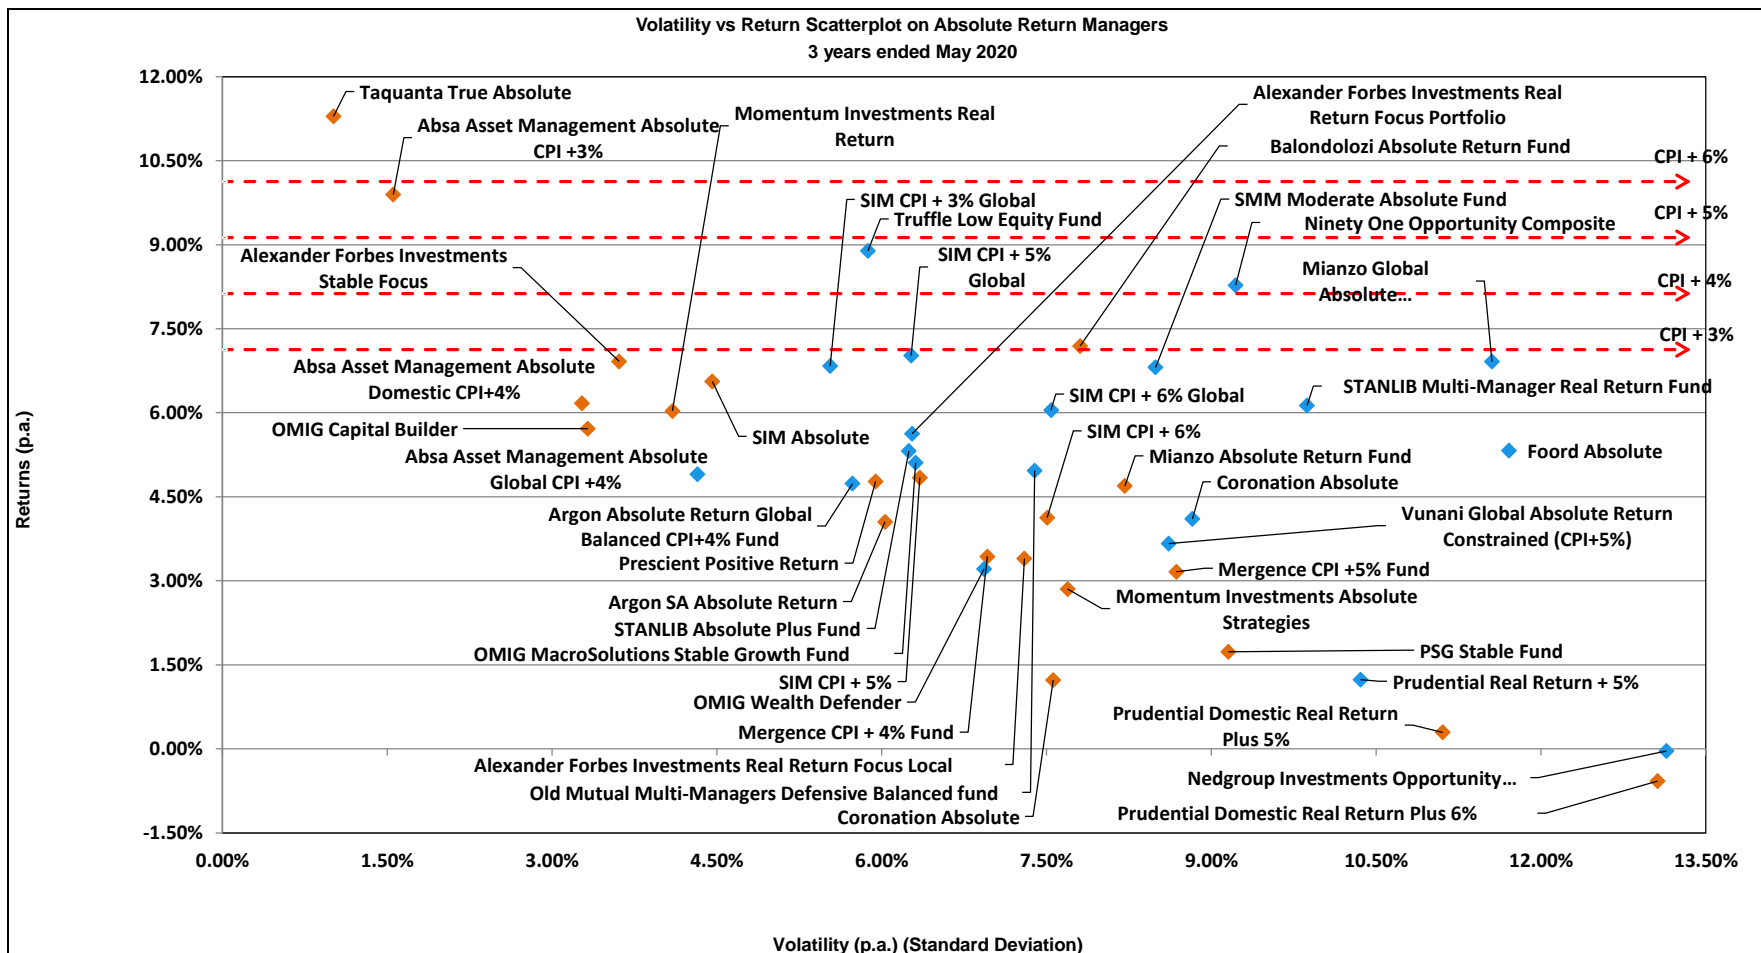 Volatility vs Return Scatterplot on Absolute Return Managers
3 years ended May 2020
12.00%
10.50%
9.00%
7.50%
6.00%
4.50%
3.00%
1.50%
0.00%
-1.50%
Returns (p.a.)
Taquanta True Absolute
Absa Asset Management Absolute
CPI +3%
Momentum Investments Real
Return
Alexander Forbes Investments Real
Return Focus Portfolio
Balondolozi Absolute Return Fund
CPI + 6%
SIM CPI + 3% Global
Truffle Low Equity Fund
SMM Moderate Absolute Fund
Ninety One Opportunity Composite
CPI + 5%
Alexander Forbes Investments
Stable Focus
SIM CPI + 5%
Global
Mianzo Global
Absolute...
CPI + 4%
CPI + 3%
Absa Asset Management Absolute
Domestic CPI+4%
OMIG Capital Builder
SIM Absolute
SIM CPI + 6% Global
STANLIB Multi-Manager Real Return Fund
SIM CPI + 6%
Foord Absolute
Absa Asset Management Absolute
Global CPI +4%
Mianzo Absolute Return Fund
Coronation Absolute
Argon Absolute Return Global
Balanced CPI+4% Fund
Vunani Global Absolute Return
Constrained (CPI+5%)
Prescient Positive Return
Mergence CPI +5% Fund
Argon SA Absolute Return
Momentum Investments Absolute
Strategies
STANLIB Absolute Plus Fund
OMIG MacroSolutions Stable Growth Fund
PSG Stable Fund
SIM CPI + 5%
Prudential Real Return + 5%
OMIG Wealth Defender
Prudential Domestic Real Return
Plus 5%
Mergence CPI + 4% Fund
Alexander Forbes Investments Real Return Focus Local
Nedgroup Investments Opportunity...
Old Mutual Multi-Managers Defensive Balanced fund
Coronation Absolute
Prudential Domestic Real Return Plus 6%
0.00%
1.50%
3.00%
4.50%
6.00%
7.50%
9.00%
10.50%
12.00%
13.50%
Volatility (p.a.) (Standard Deviation)